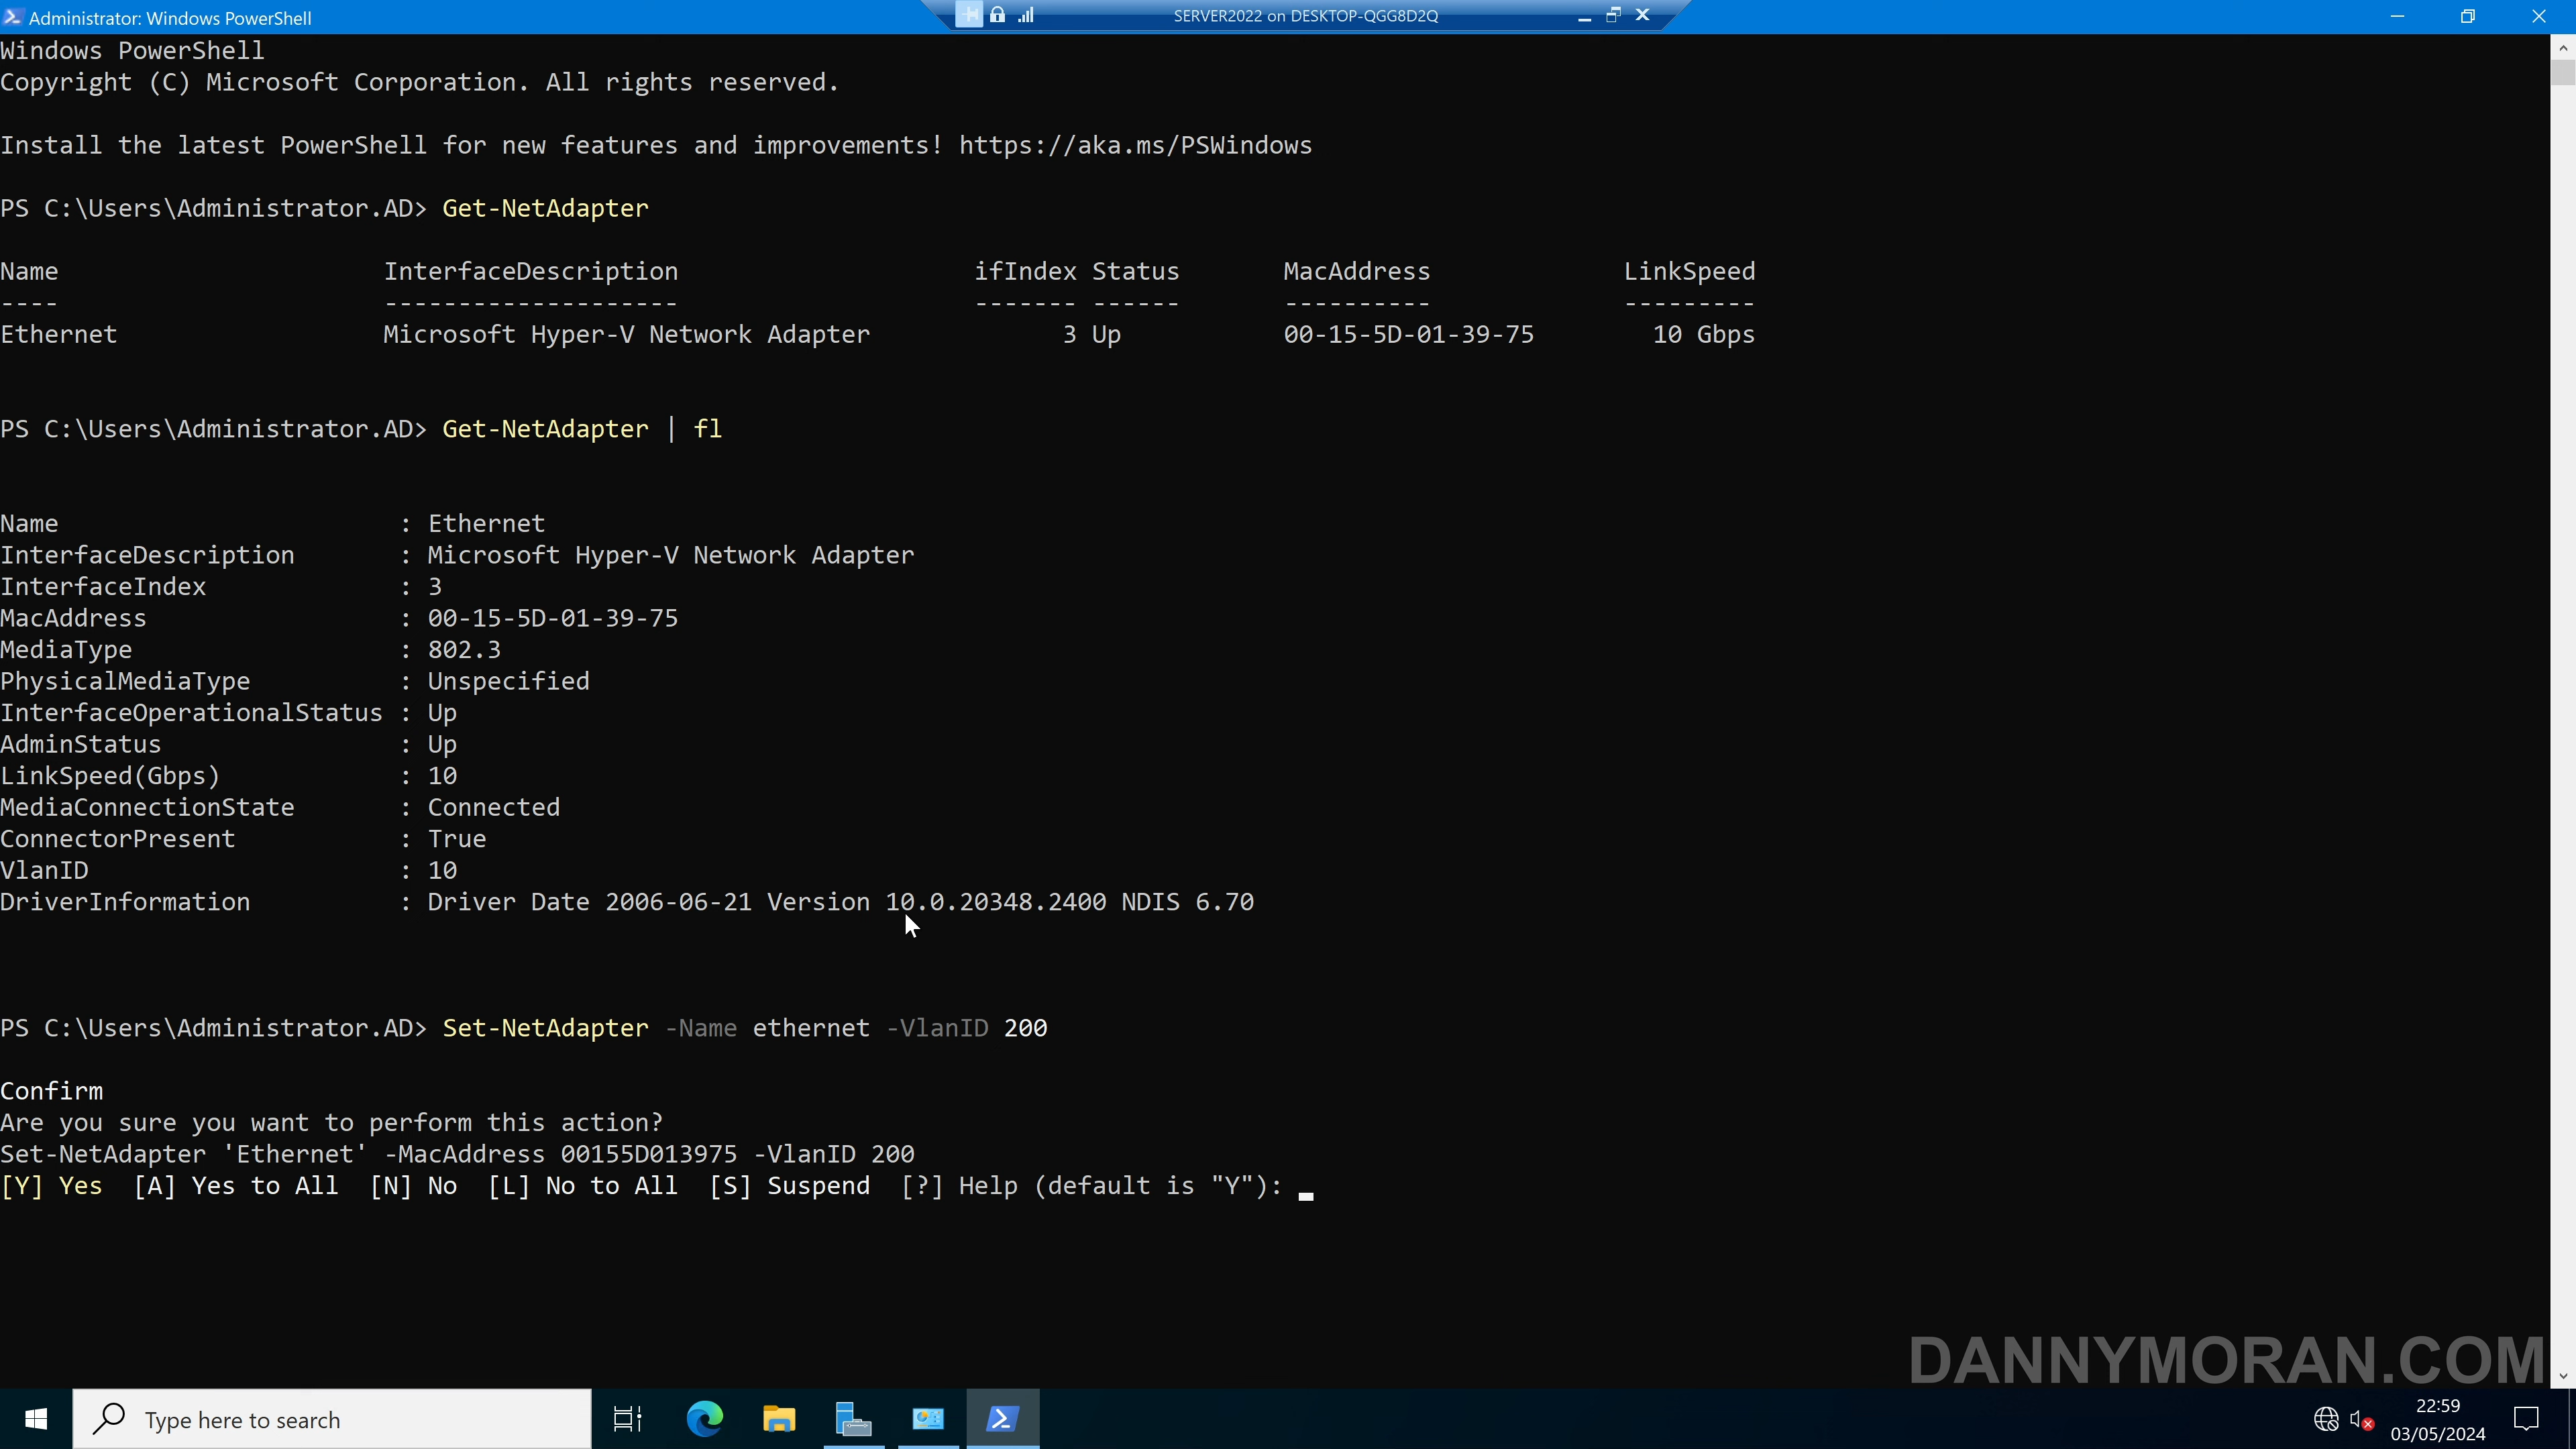 Administrator: Windows PowerShell
SERVER2022 on DESKTOP-QGG8D2Q
Windows PowerShell
Copyright (C) Microsoft Corporation. All rights reserved.
Install the latest PowerShell for new features and improvements! https://aka.ms/PSWindows
PS C:\Users\Administrator.AD> Get-NetAdapter
Name InterfaceDescription ifIndex Status MacAddress LinkSpeed
---- -------------------- ------- ------ ---------- ---------
Ethernet Microsoft Hyper-V Network Adapter 3 Up 00-15-5D-01-39-75 10 Gbps
PS C:\Users\Administrator.AD> Get-NetAdapter | fl
Name : Ethernet
InterfaceDescription : Microsoft Hyper-V Network Adapter
InterfaceIndex : 3
MacAddress : 00-15-5D-01-39-75
MediaType : 802.3
PhysicalMediaType : Unspecified
InterfaceOperationalStatus : Up
AdminStatus : Up
LinkSpeed(Gbps) : 10
MediaConnectionState : Connected
ConnectorPresent : True
VlanID : 10
DriverInformation : Driver Date 2006-06-21 Version 10.0.20348.2400 NDIS 6.70
PS C:\Users\Administrator.AD> Set-NetAdapter -Name ethernet -VlanID 200
Confirm
Are you sure you want to perform this action?
Set-NetAdapter 'Ethernet' -MacAddress 00155D013975 -VlanID 200
[Y] Yes [A] Yes to All [N] No [L] No to All [S] Suspend [?] Help (default is "Y"):
DANNYMORAN.COM
Type here to search
22:59
03/05/2024